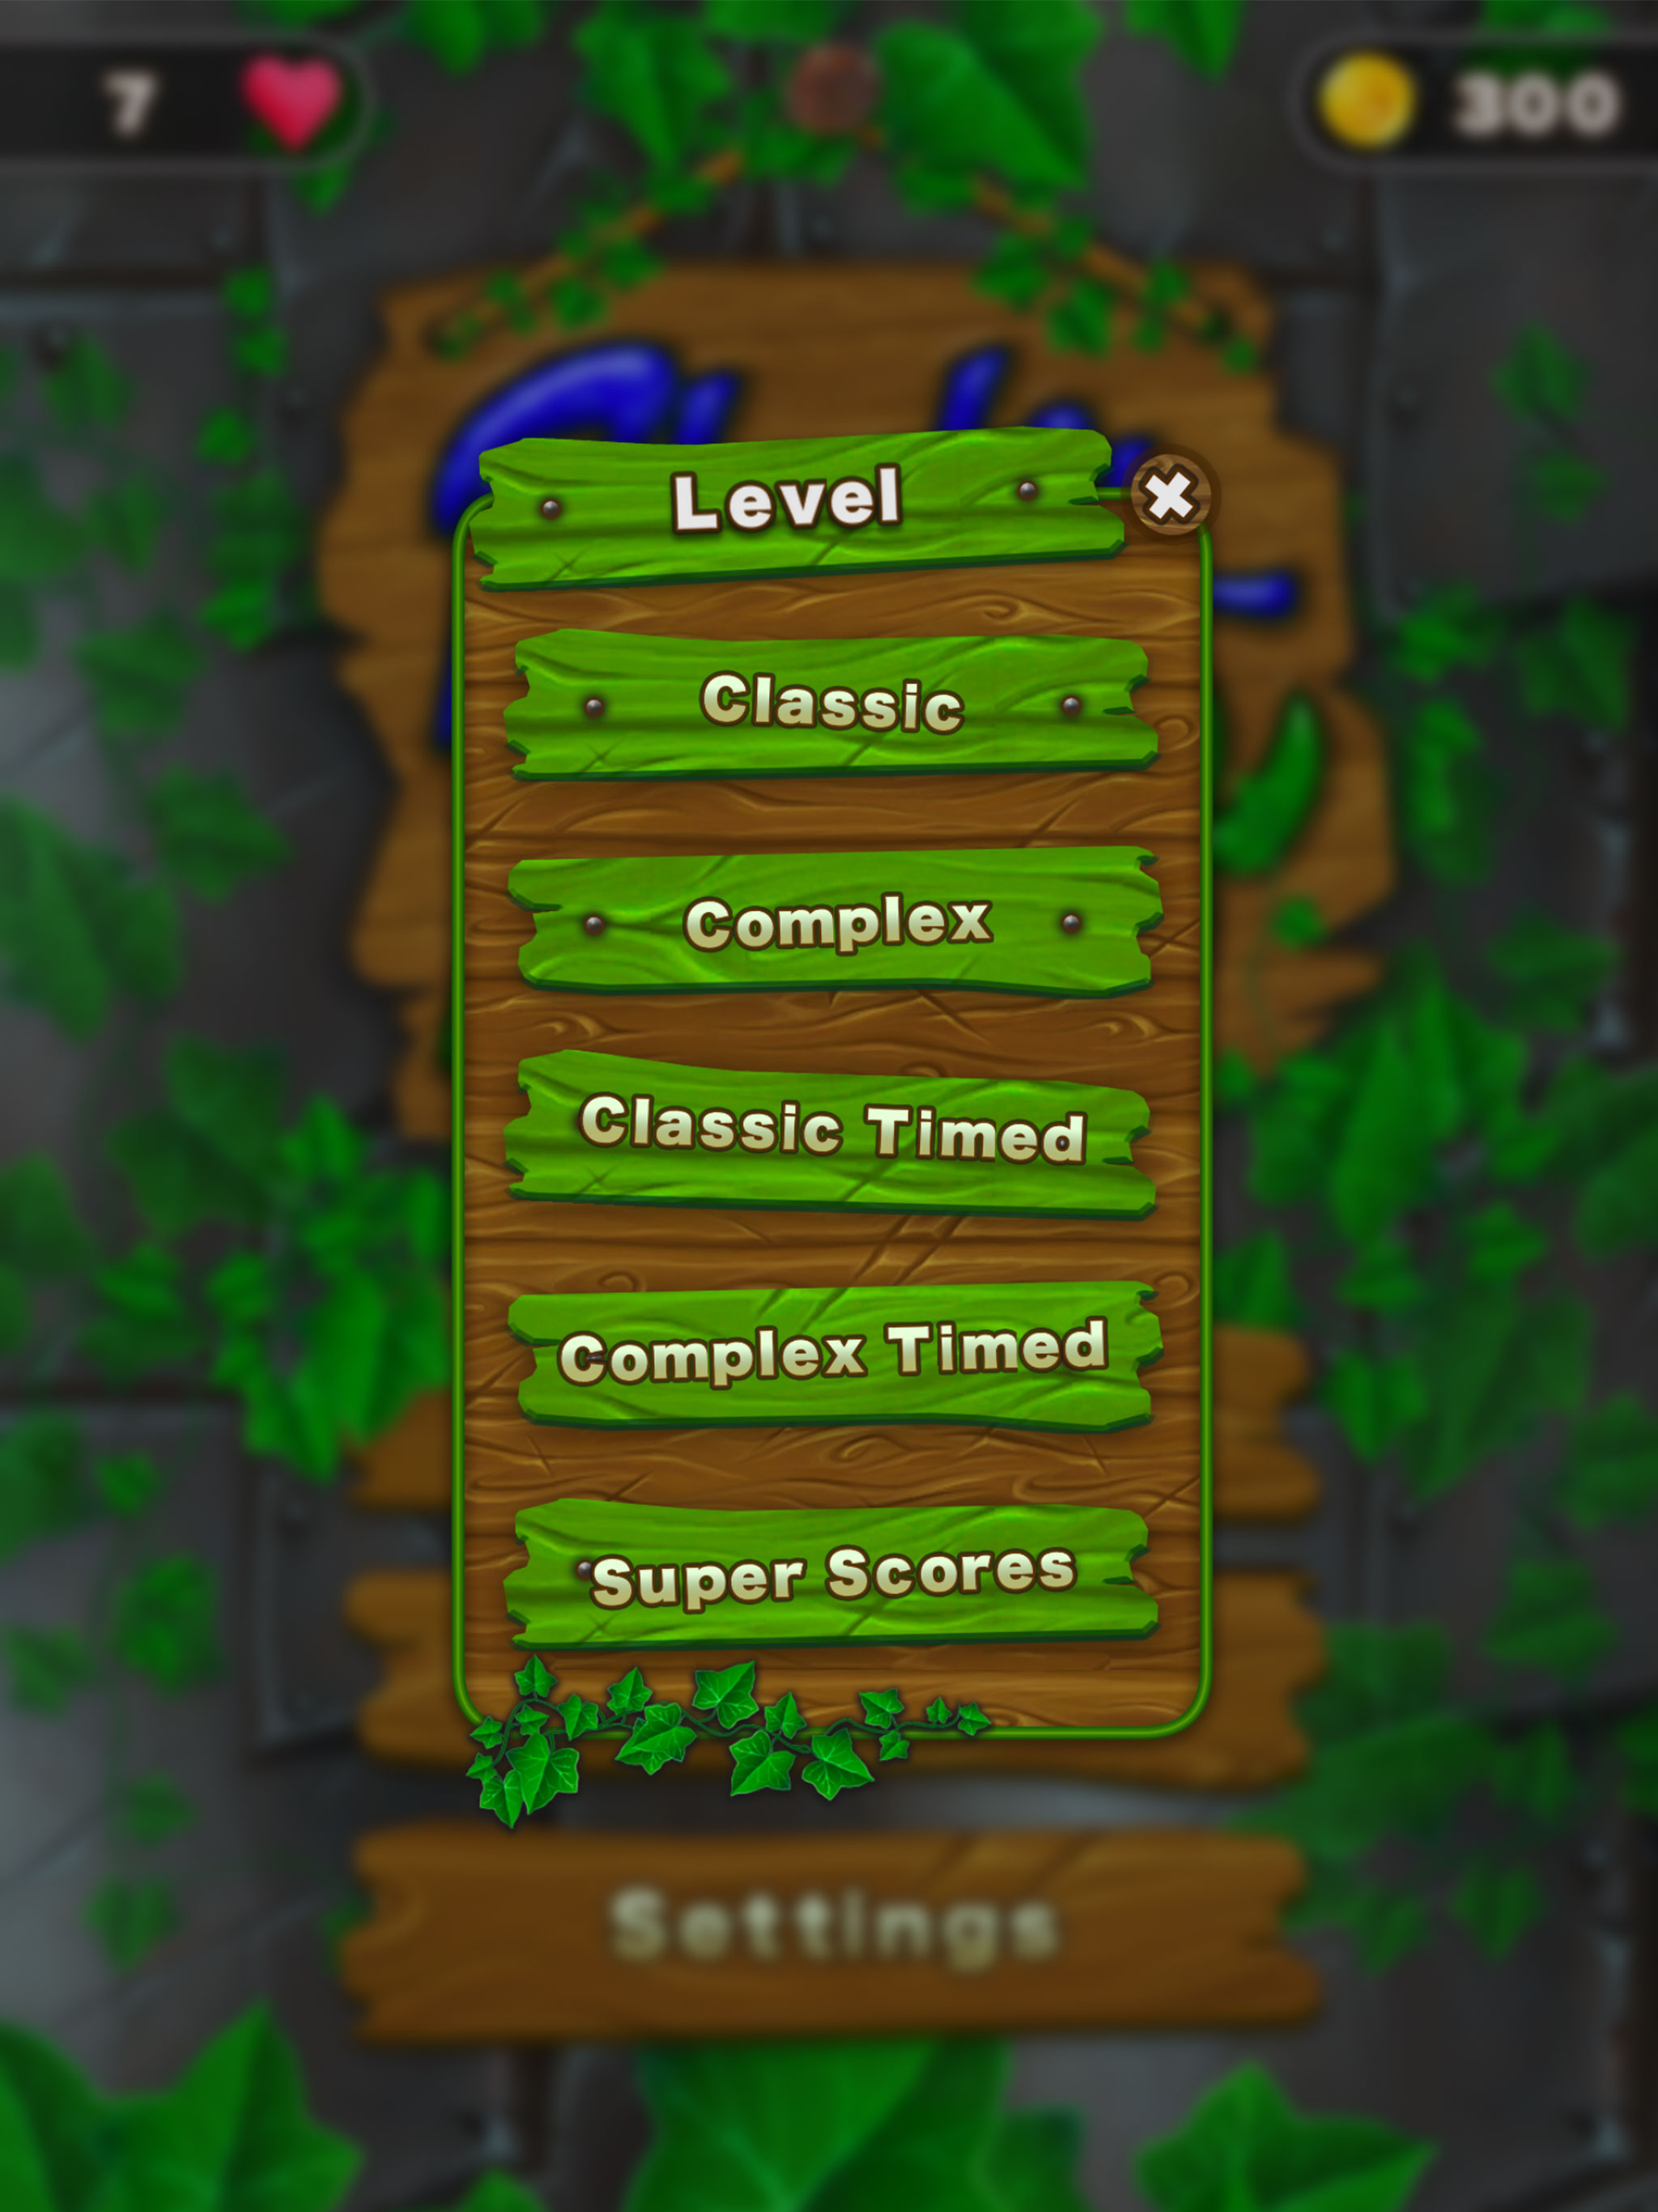 7
300
Level
Classic
Complex
Classic Timed
Complex Timed
Super Scores
Settings